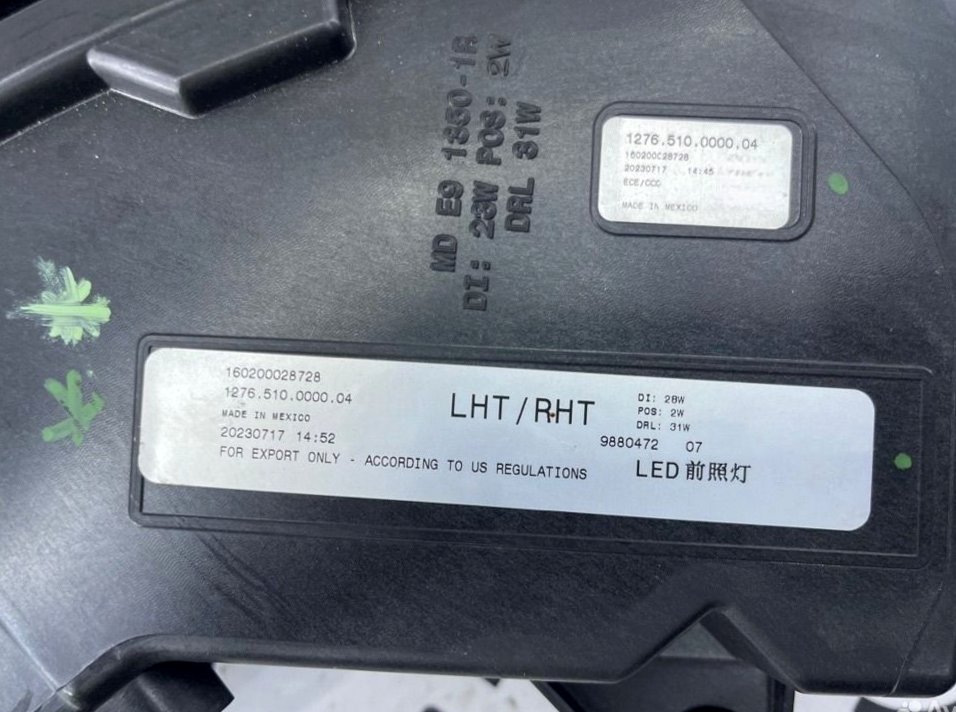 MD E9 1350-1R
DI: 28W POS: 2W
DRL 31W
1276.510.0000.04
160200028728
20230717 14:45
ECE/CCC
MADE IN MEXICO
160200028728
1276.510.0000.04
MADE IN MEXICO
20230717 14:52
FOR EXPORT ONLY - ACCORDING TO US REGULATIONS
LHT/RHT
DI: 28W
POS: 2W
DRL: 31W
9880472 07
LED 前照灯